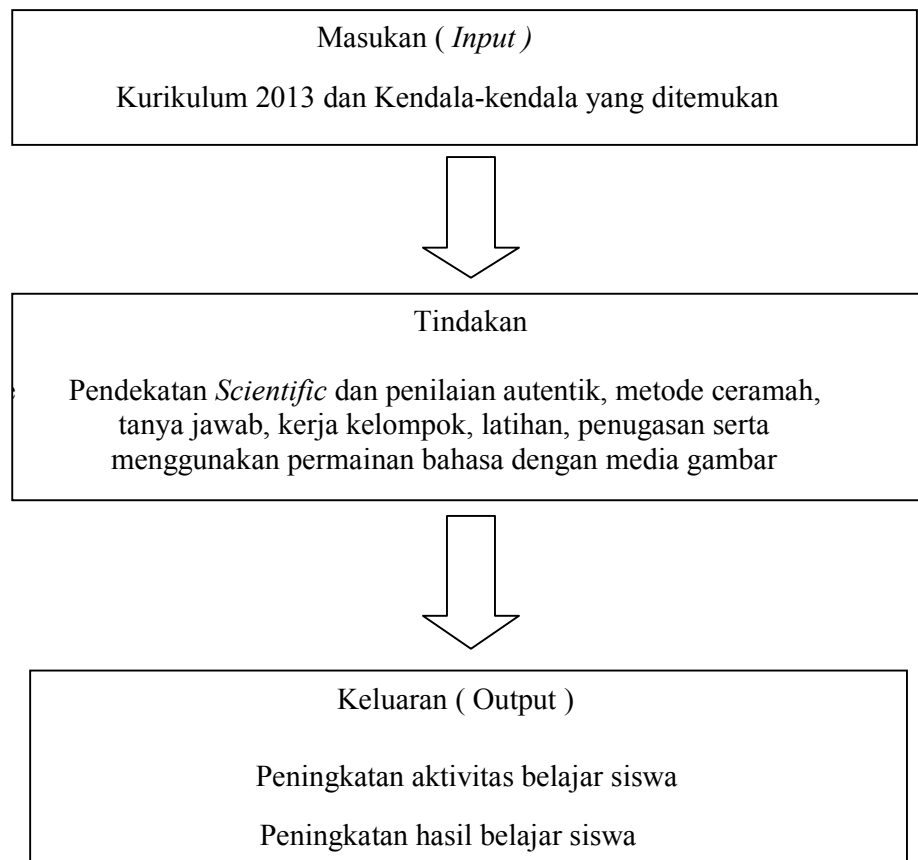 Masukan ( Input )
Kurikulum 2013 dan Kendala-kendala yang ditemukan
Tindakan
Pendekatan Scientific dan penilaian autentik, metode ceramah,
tanya jawab, kerja kelompok, latihan, penugasan serta
menggunakan permainan bahasa dengan media gambar
Keluaran ( Output )
Peningkatan aktivitas belajar siswa
Peningkatan hasil belajar siswa